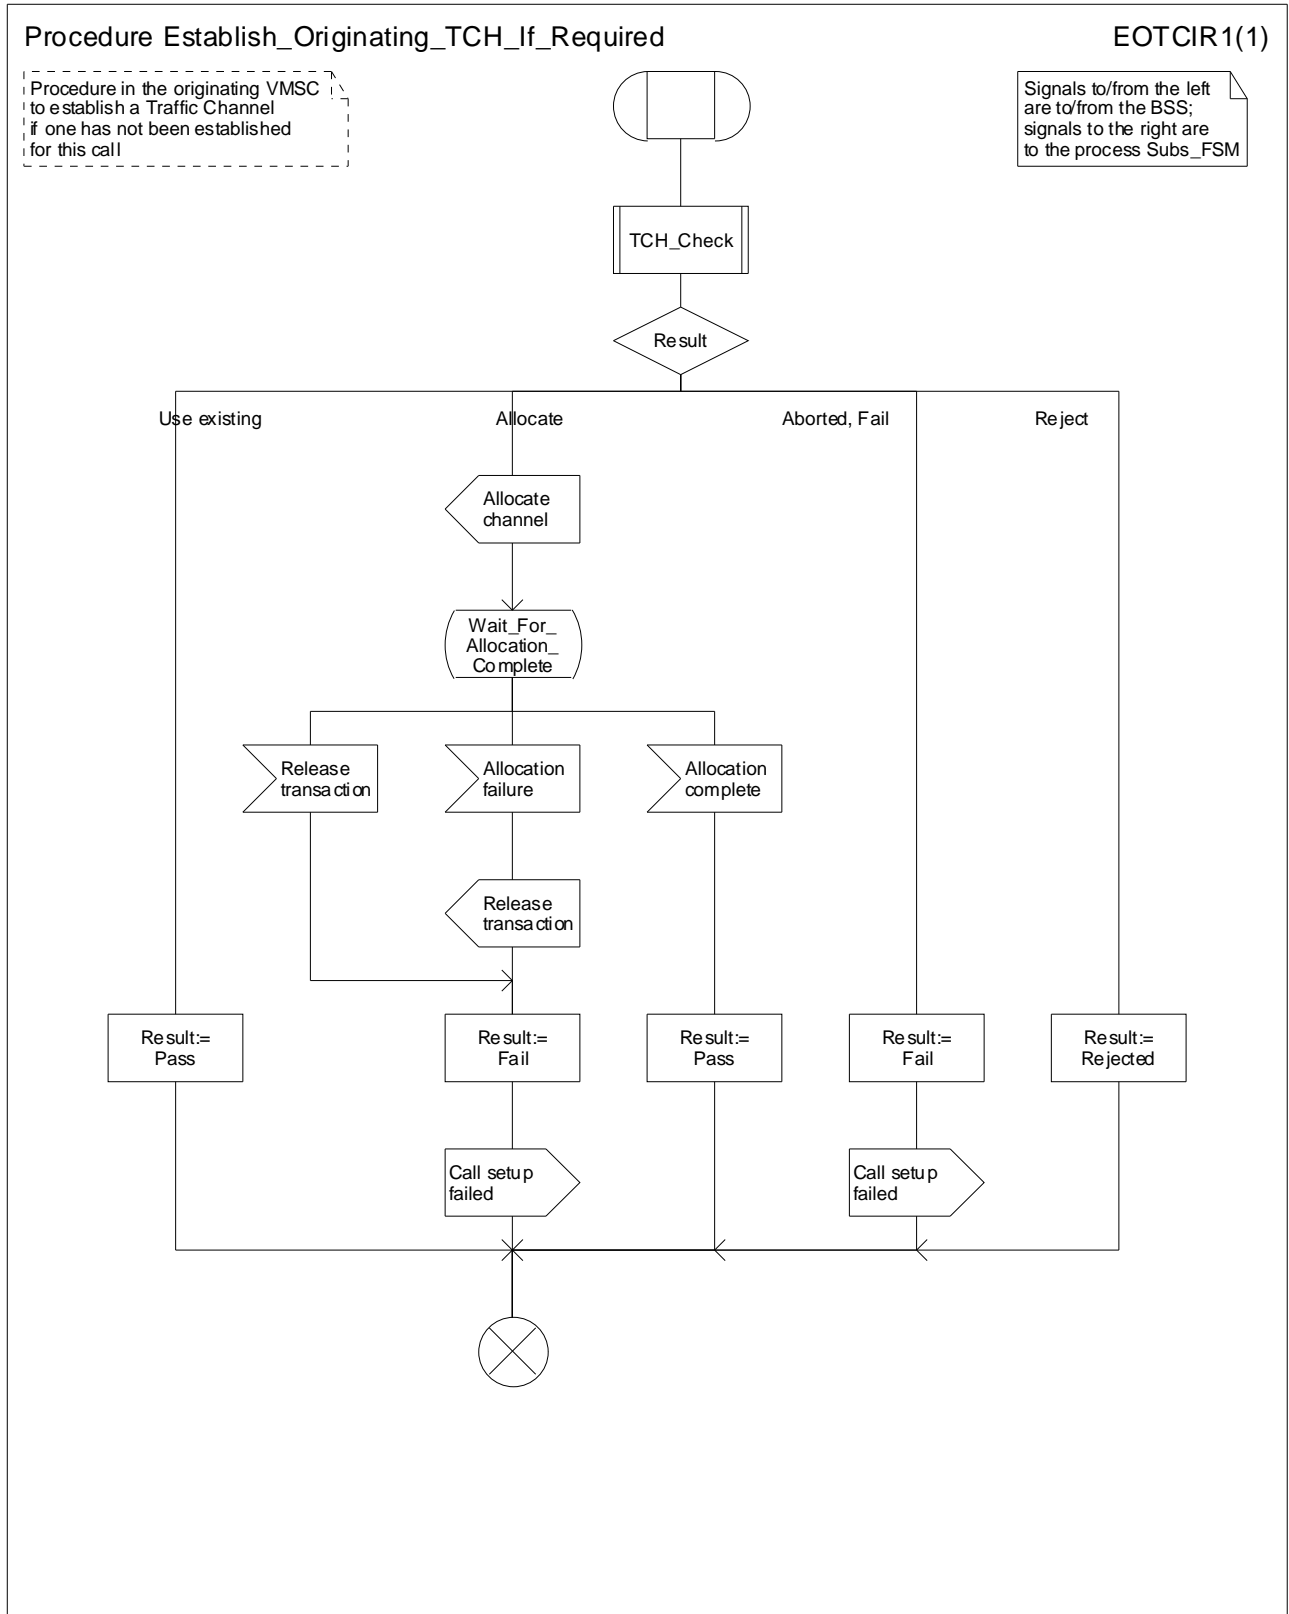 Procedure Establish_Originating_TCH_If_Required
EOTCIR1(1)
Procedure in the originating VMSC
to establish a Traffic Channel
if one has not been established
for this call
Signals to/from the left
are to/from the BSS;
signals to the right are
to the process Subs_FSM
TCH_Check
Result
Use existing
Allocate
Aborted, Fail
Reject
Allocate
channel
Wait_For_
Allocation_
Complete
Release
transaction
Allocation
failure
Allocation
complete
Release
transaction
Result:=
Pass
Result:=
Fail
Result:=
Pass
Result:=
Fail
Result:=
Rejected
Call setup
failed
Call setup
failed